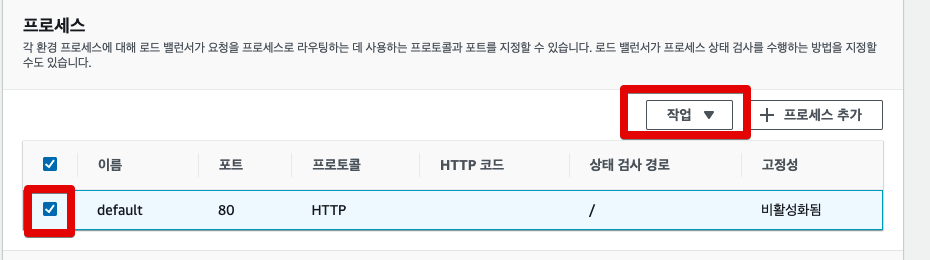 프로세스
각 환경 프로세스에 대해 로드 밸런서가 요청을 프로세스로 라우팅하는 데 사용하는 프로토콜과 포트를 지정할 수 있습니다. 로드 밸런서가 프로세스 상태 검사를 수행하는 방법을 지정할
수도 있습니다.
작업 ▼ + 프로세스 추가
이름 포트 프로토콜 HTTP 코드 상태 검사 경로 고정성
default 80 HTTP / 비활성화됨